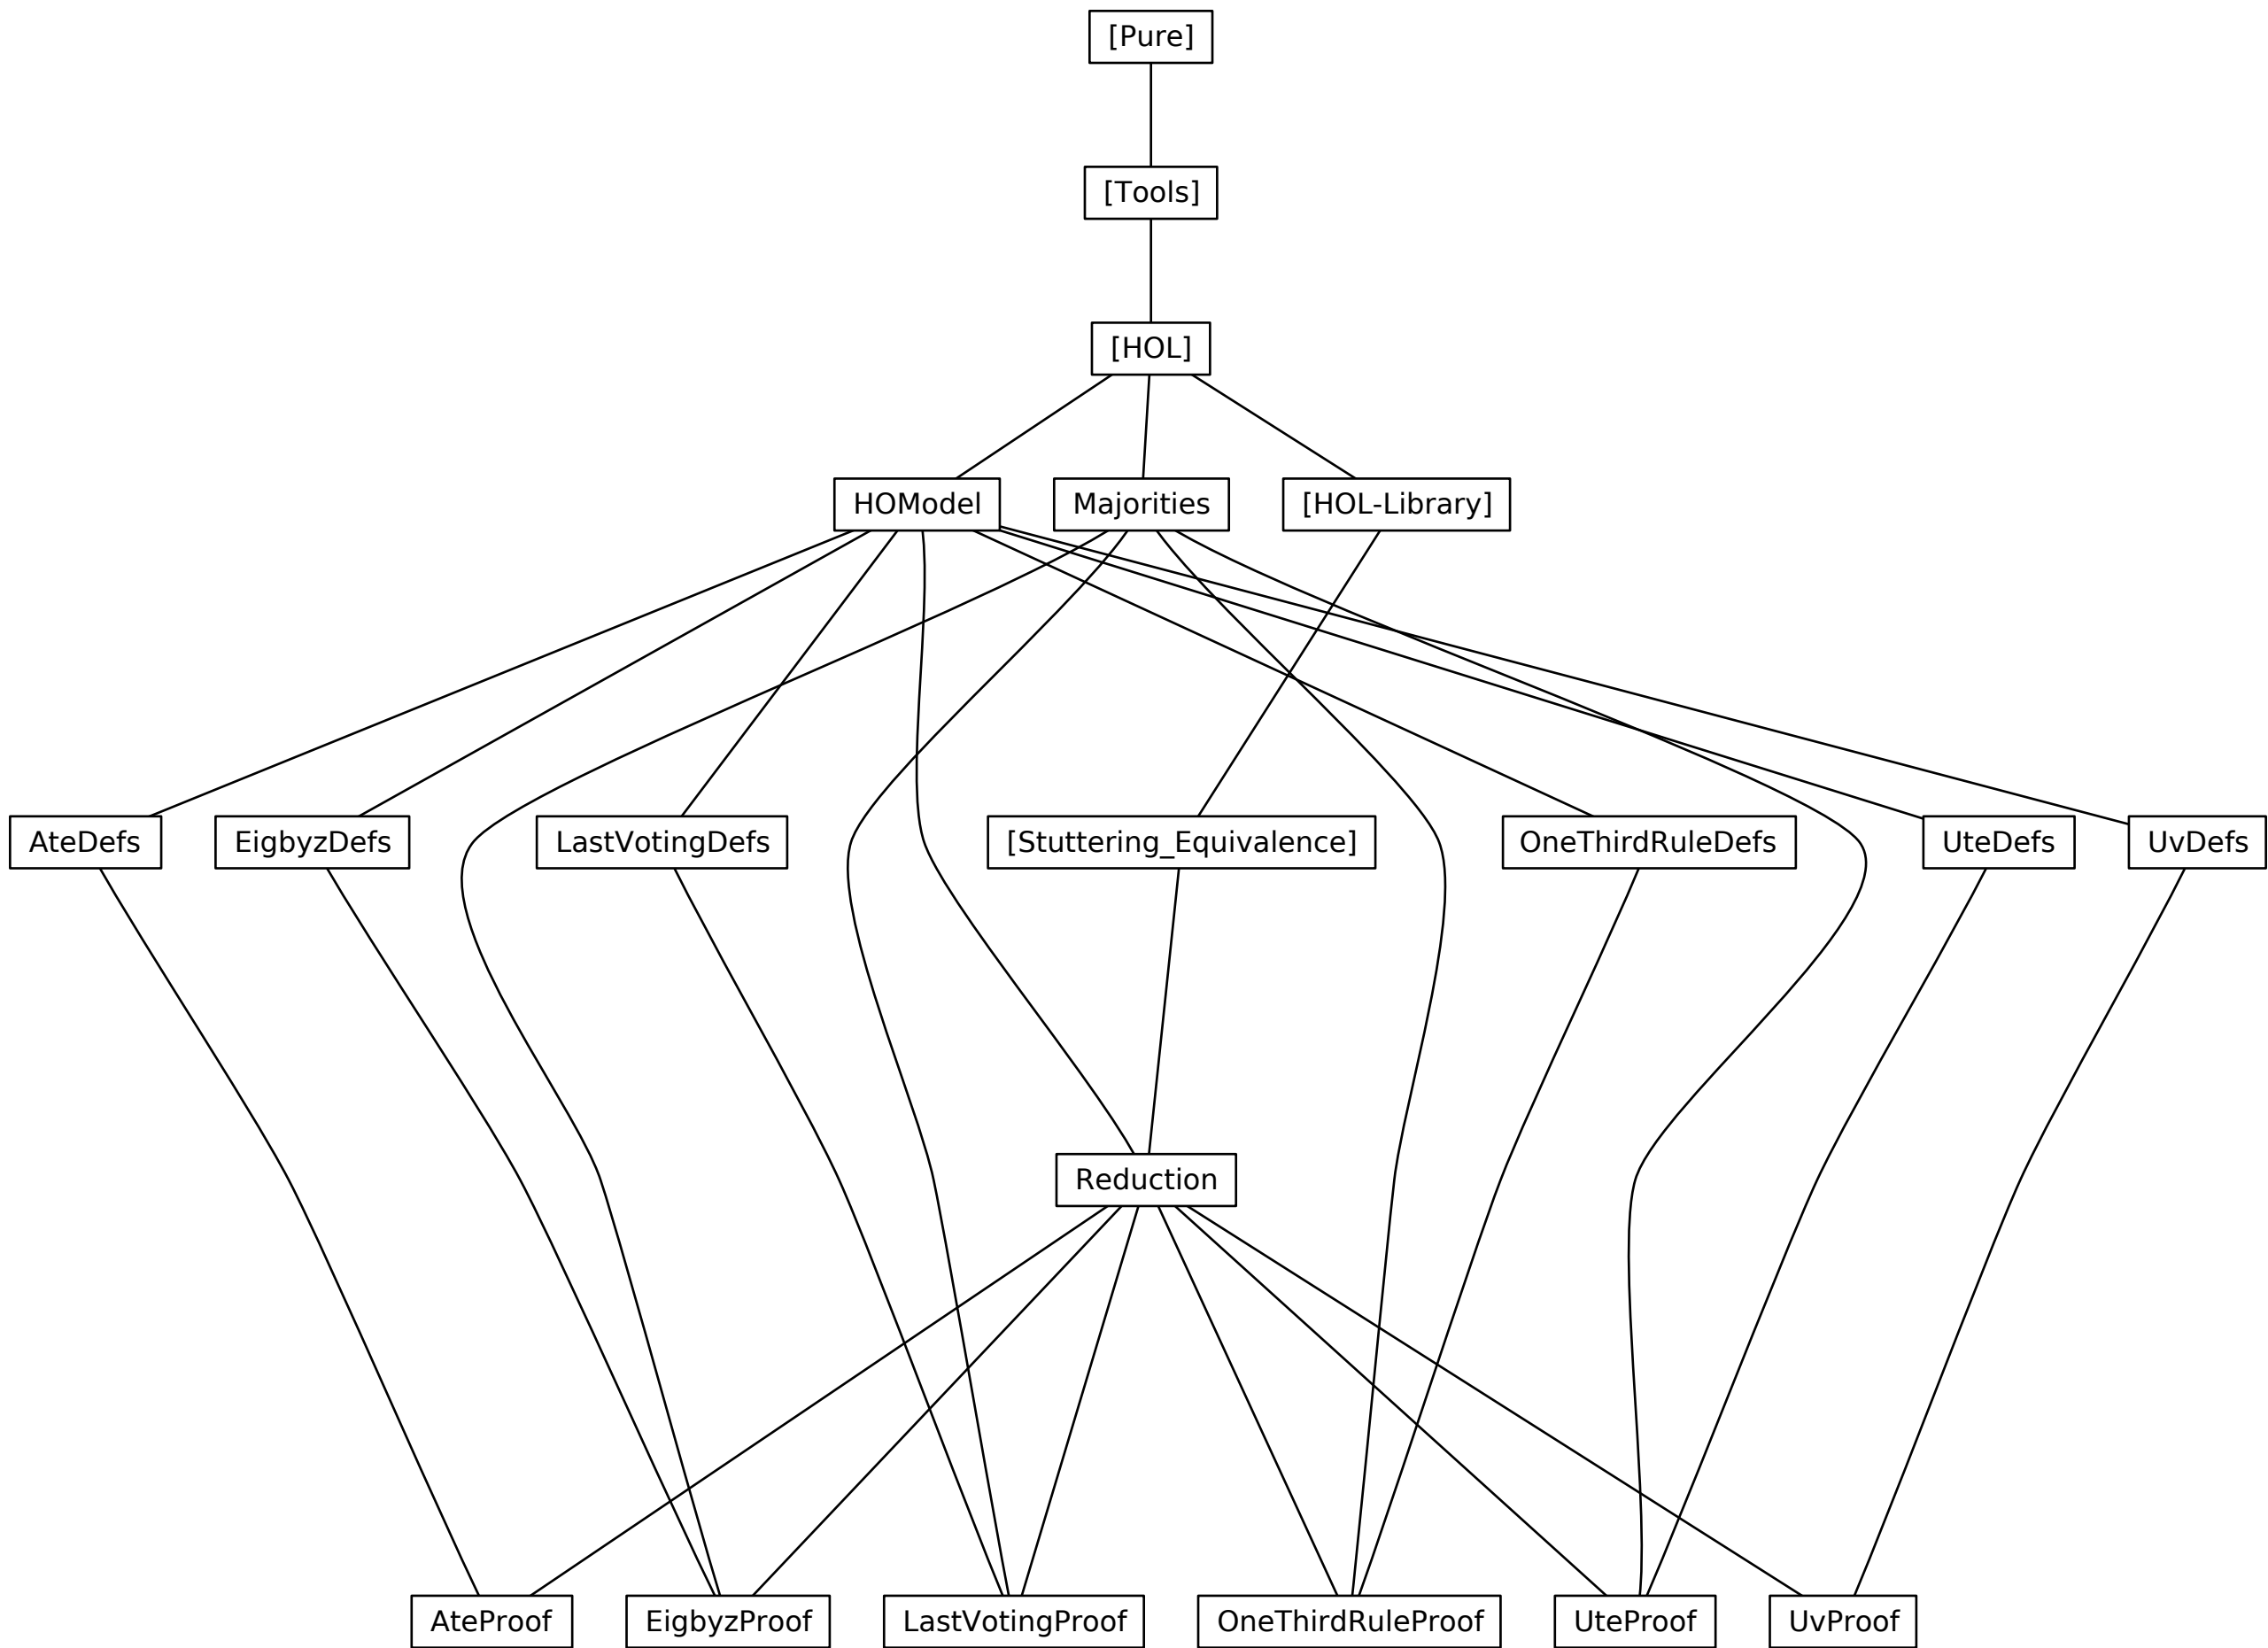 [Pure]
[Tools]
[HOL]
HOModel
Majorities
[HOL-Library]
AteDefs
EigbyzDefs
LastVotingDefs
[Stuttering_Equivalence]
OneThirdRuleDefs
UteDefs
UvDefs
Reduction
AteProof
EigbyzProof
LastVotingProof
OneThirdRuleProof
UteProof
UvProof